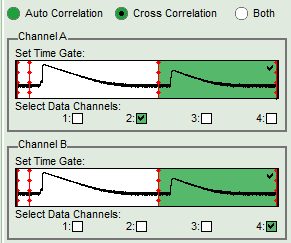 Auto Correlation Cross Correlation Both
Channel A
Set Time Gate:
Select Data Channels:
1: 2: 3: 4:
Channel B
Set Time Gate:
Select Data Channels:
1: 2: 3: 4: